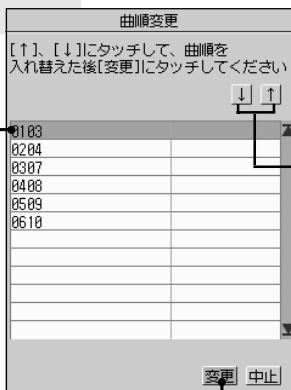 曲順変更
[↑]、[↓]にタッチして、曲順を
入れ替えた後[変更]にタッチしてください
↓ ↑
0103
0204
0307
0408
0509
0610
変更 中止